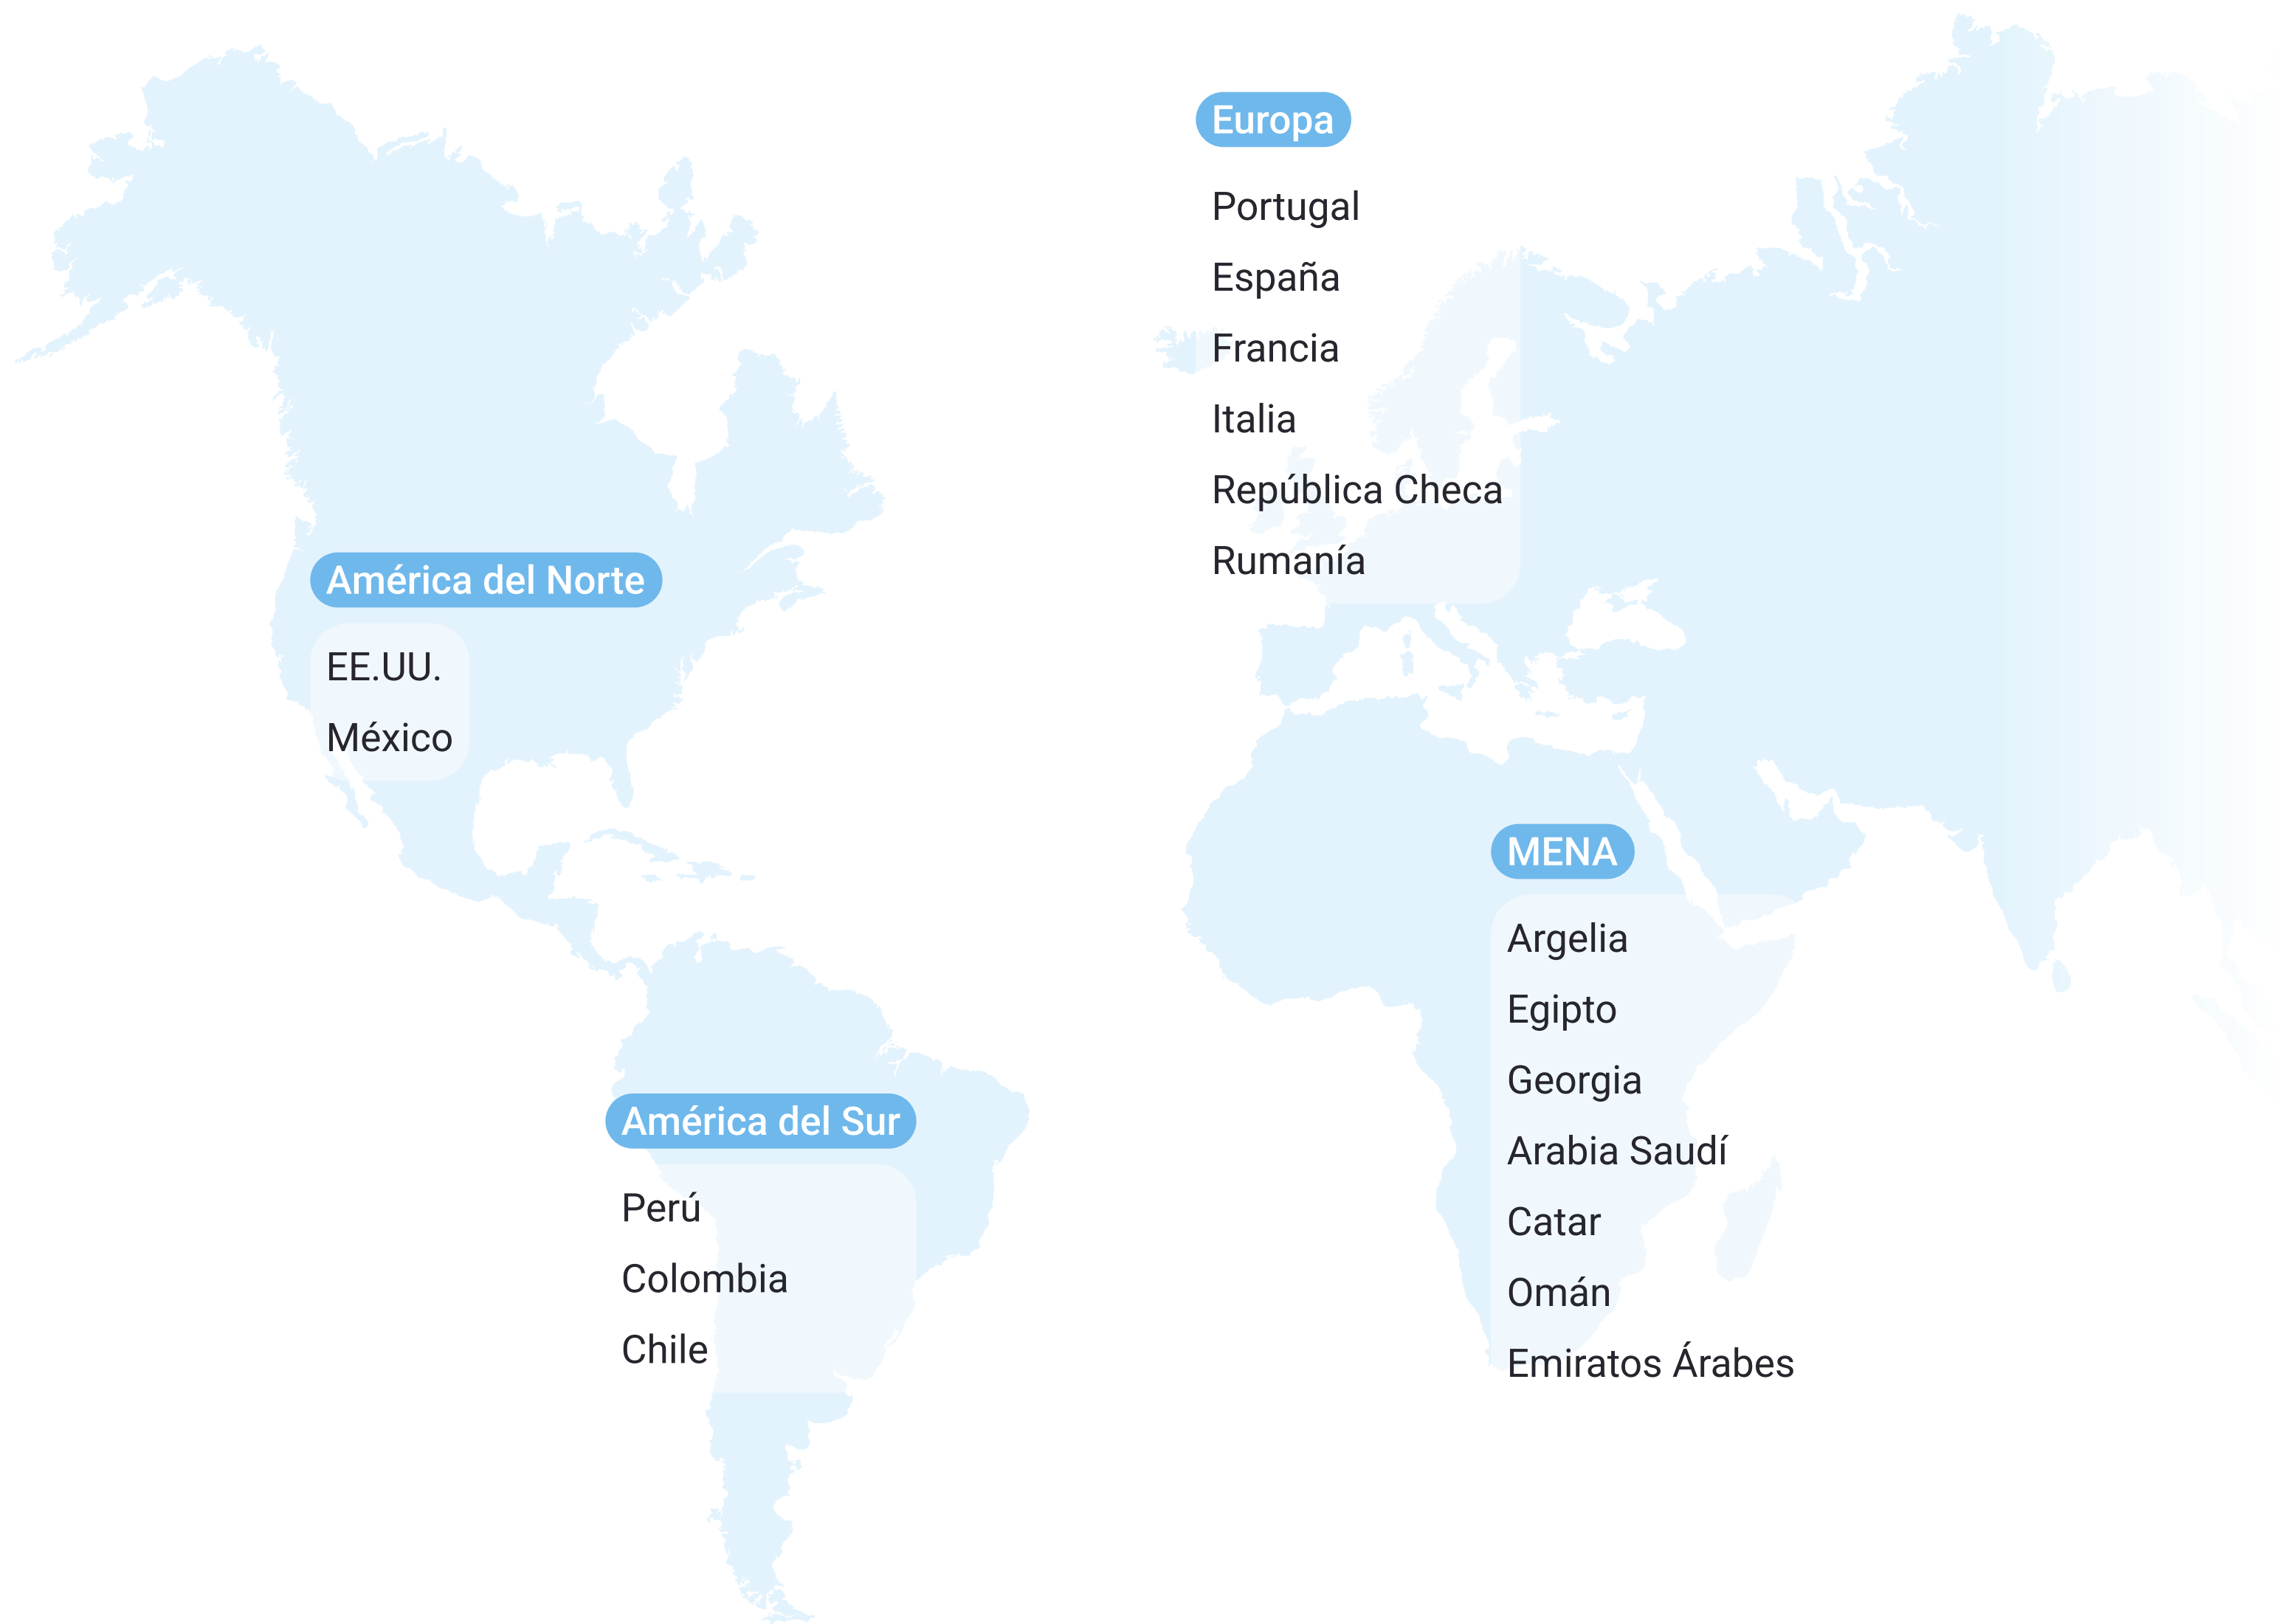 Europa
Portugal
España
Francia
Italia
República Checa
Rumanía
América del Norte
EE.UU.
México
MENA
Argelia
Egipto
Georgia
Arabia Saudí
Catar
Omán
Emiratos Árabes
América del Sur
Perú
Colombia
Chile